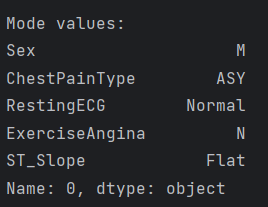 Mode values:
Sex                         M
ChestPainType             ASY
RestingECG             Normal
ExerciseAngina              N
ST_Slope                 Flat
Name: 0, dtype: object